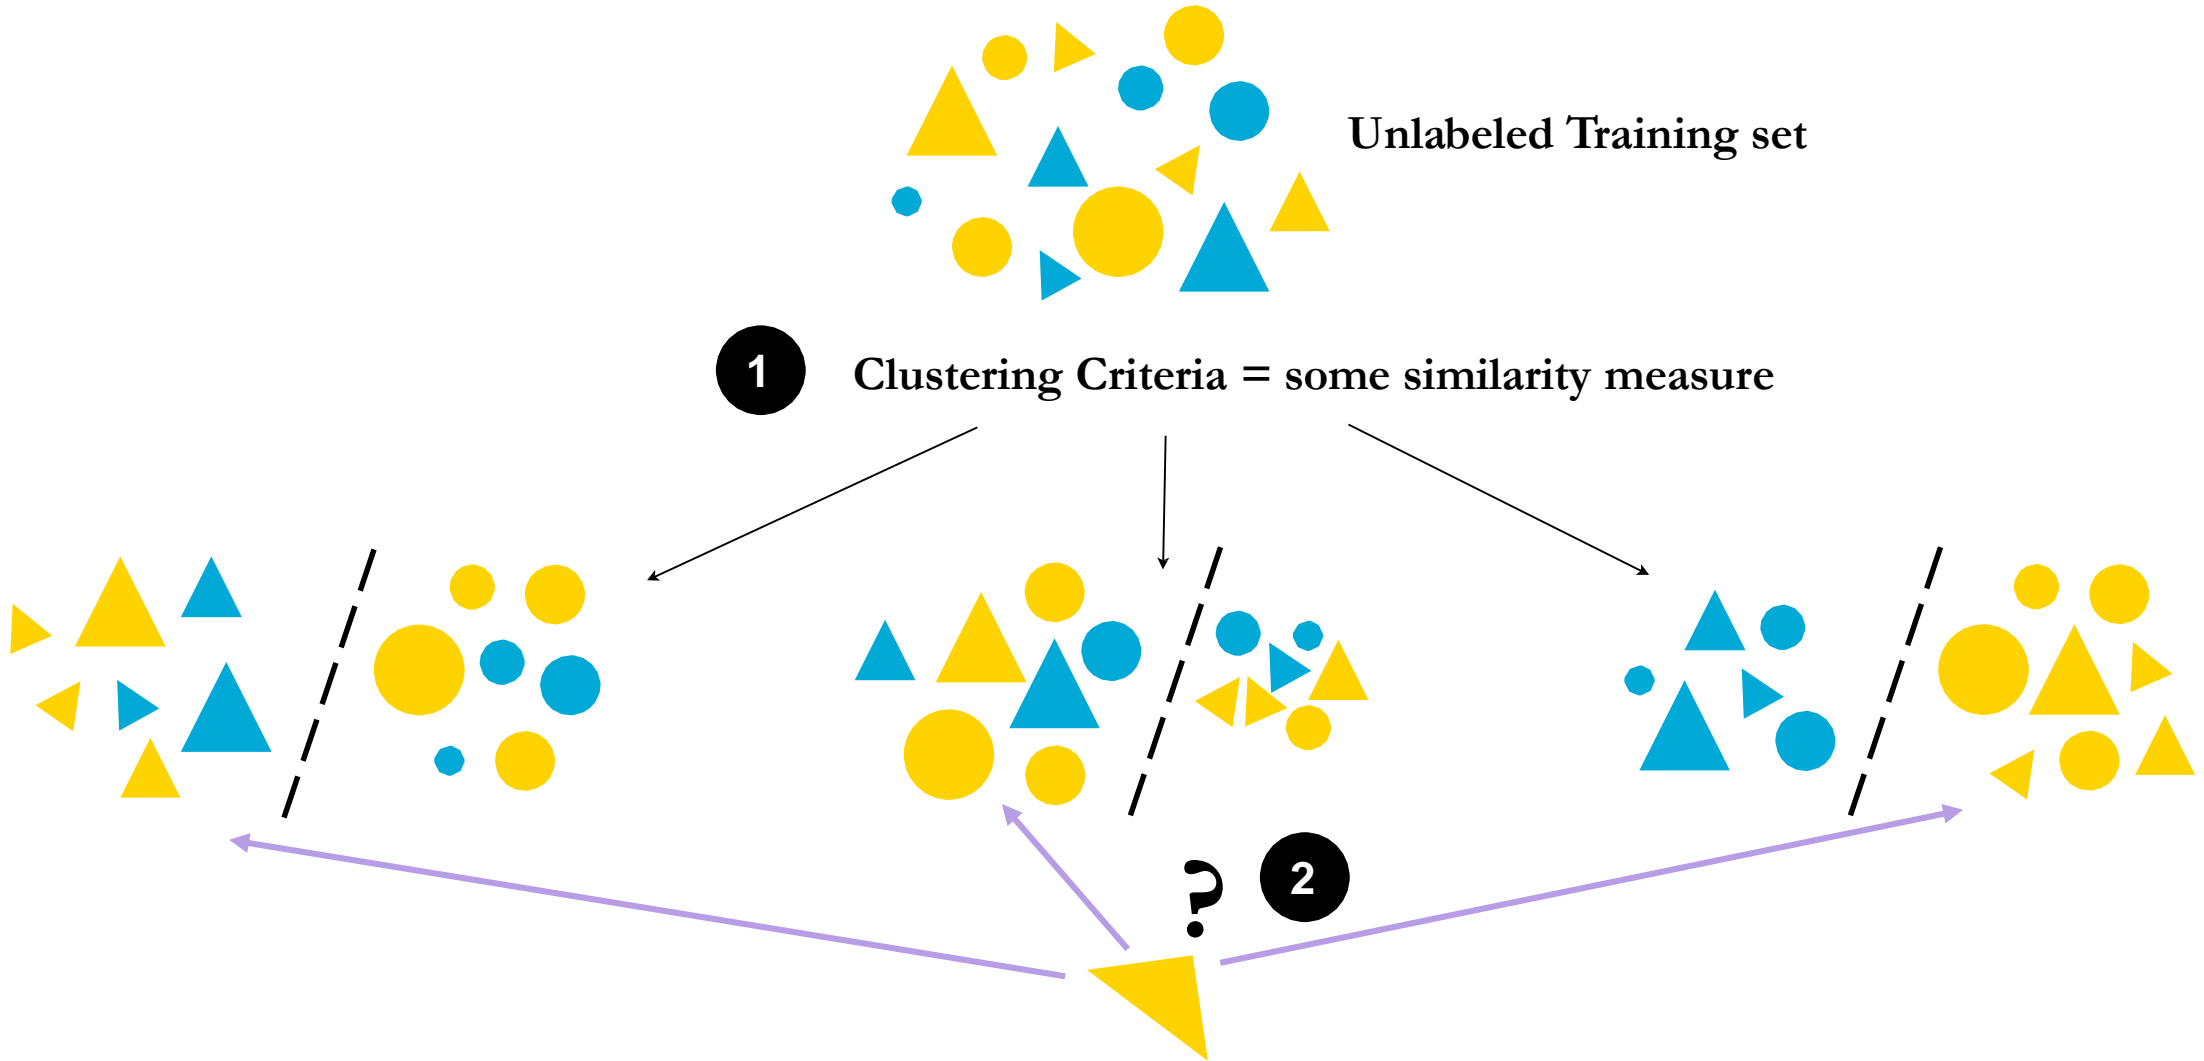 Unlabeled Training set
1 Clustering Criteria = some similarity measure
? 2